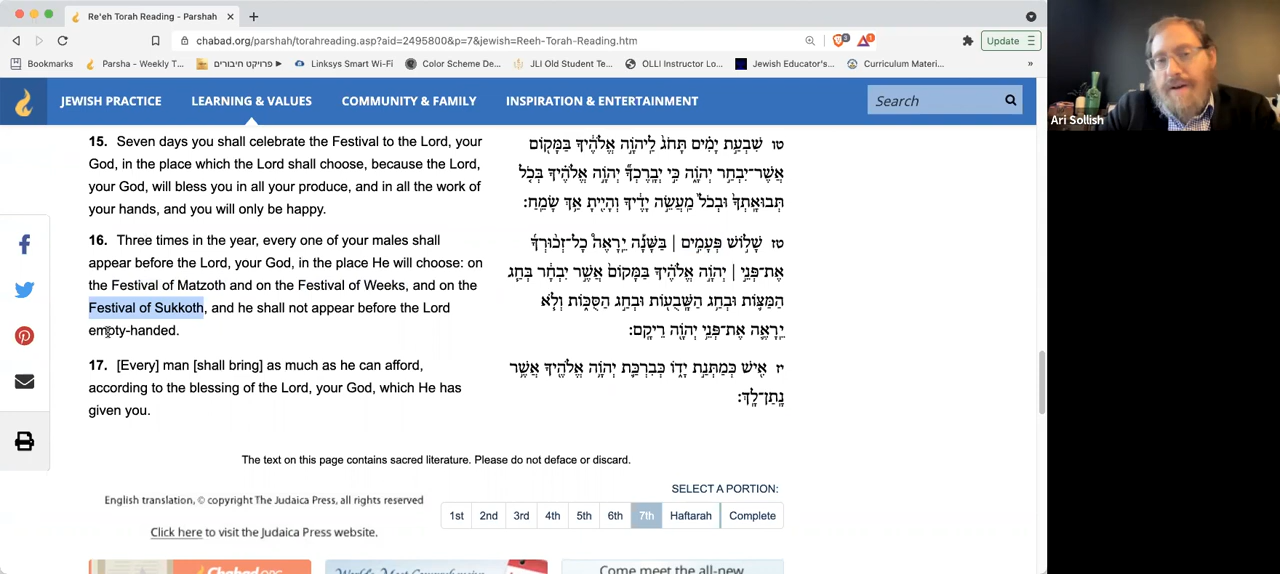 Re'eh Torah Reading - Parshah
chabad.org/parshah/torahreading.asp?aid=2495800&p=7&jewish=Reeh-Torah-Reading.htm
3
1
Update
Bookmarks
Parsha - Weekly T...
פרוייקט חיבורים
Linksys Smart Wi-Fi
Color Scheme De...
JLI Old Student Te...
OLLI Instructor Lo...
Jewish Educator's...
Curriculum Materi...
»
JEWISH PRACTICE
LEARNING & VALUES
COMMUNITY & FAMILY
INSPIRATION & ENTERTAINMENT
Search
Ari Sollish
15. Seven days you shall celebrate the Festival to the Lord, your
God, in the place which the Lord shall choose, because the Lord,
your God, will bless you in all your produce, and in all the work of
your hands, and you will only be happy.
טו שִׁבְעַ֣ת יָמִ֗ים תָּחֹג֙ לַֽיהֹוָ֣ה אֱלֹהֶ֔יךָ בַּמָּק֖וֹם
אֲשֶׁר־יִבְחַ֣ר יְהֹוָ֑ה כִּ֣י יְבָֽרֶכְךָ֞ יְהֹוָ֣ה אֱלֹהֶ֗יךָ בְּכֹ֤ל
תְּבוּאָֽתְךָ֙ וּבְכֹל֙ מַֽעֲשֵׂ֣ה יָדֶ֔יךָ וְהָיִ֖יתָ אַ֥ךְ שָׂמֵֽחַ:
16. Three times in the year, every one of your males shall
appear before the Lord, your God, in the place He will choose: on
the Festival of Matzoth and on the Festival of Weeks, and on the
Festival of Sukkoth, and he shall not appear before the Lord
empty-handed.
טז שָׁל֣וֹשׁ פְּעָמִ֣ים | בַּשָּׁנָ֡ה יֵֽרָאֶ֨ה כָל־זְכֽוּרְךָ֜
אֶת־פְּנֵ֣י | יְהֹוָ֣ה אֱלֹהֶ֗יךָ בַּמָּקוֹם֙ אֲשֶׁ֣ר יִבְחָ֔ר בְּחַ֧ג
הַמַּצּ֛וֹת וּבְחַ֥ג הַשָּֽׁבֻע֖וֹת וּבְחַ֣ג הַסֻּכּ֑וֹת וְלֹ֧א
יֵֽרָאֶ֛ה אֶת־פְּנֵ֥י יְהֹוָ֖ה רֵיקָֽם:
17. [Every] man [shall bring] as much as he can afford,
according to the blessing of the Lord, your God, which He has
given you.
יז אִ֖ישׁ כְּמַתְּנַ֣ת יָד֑וֹ כְּבִרְכַּ֛ת יְהֹוָ֥ה אֱלֹהֶ֖יךָ אֲשֶׁ֥ר
נָֽתַן־לָֽךְ:
The text on this page contains sacred literature. Please do not deface or discard.
SELECT A PORTION:
English translation, © copyright The Judaica Press, all rights reserved
Click here to visit the Judaica Press website.
1st 2nd 3rd 4th 5th 6th 7th Haftarah Complete
Chabad.ORG
World's Most Comprehensive
Come meet the all-new